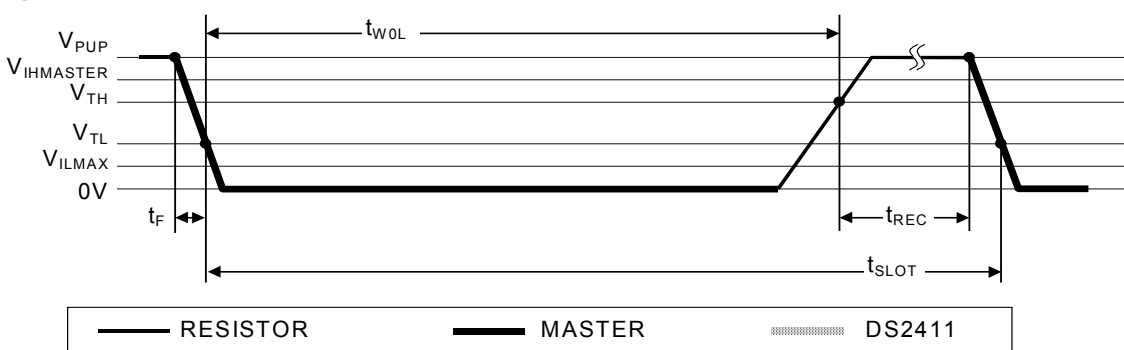 tW0L
VPUP
VIHMASTER
VTH
VTL
VILMAX
0V
tF
tREC
tSLOT
RESISTOR MASTER DS2411